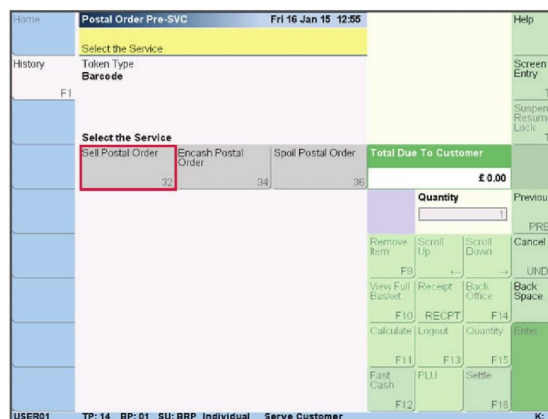 Home
Postal Order Pre-SVC Fri 16 Jan 15 12:55
Help
Select the Service
History
F1
Token Type
Barcode
Screen
Entry
Resum
Lock
Select the Service
Sell Postal Order
32
Encash Postal
Order
34
Spoil Postal Order
36
Total Due To Customer
£ 0.00
Quantity
1
Previou
PRE
Remove
Item
F9
Scroll
Up
←
Scroll
Down
→
Cancel
UND
View Full
Basket
F10
Receipt
RECPT
Back
Office
F14
Back
Space
Calculate
F11
Logout
F13
Quantity
F15
Enter
Fast
Cash
F12
PLU
Settle
F16
USER01 TP: 14 BP: 01 SU: BRP Individual Serve Customer K: